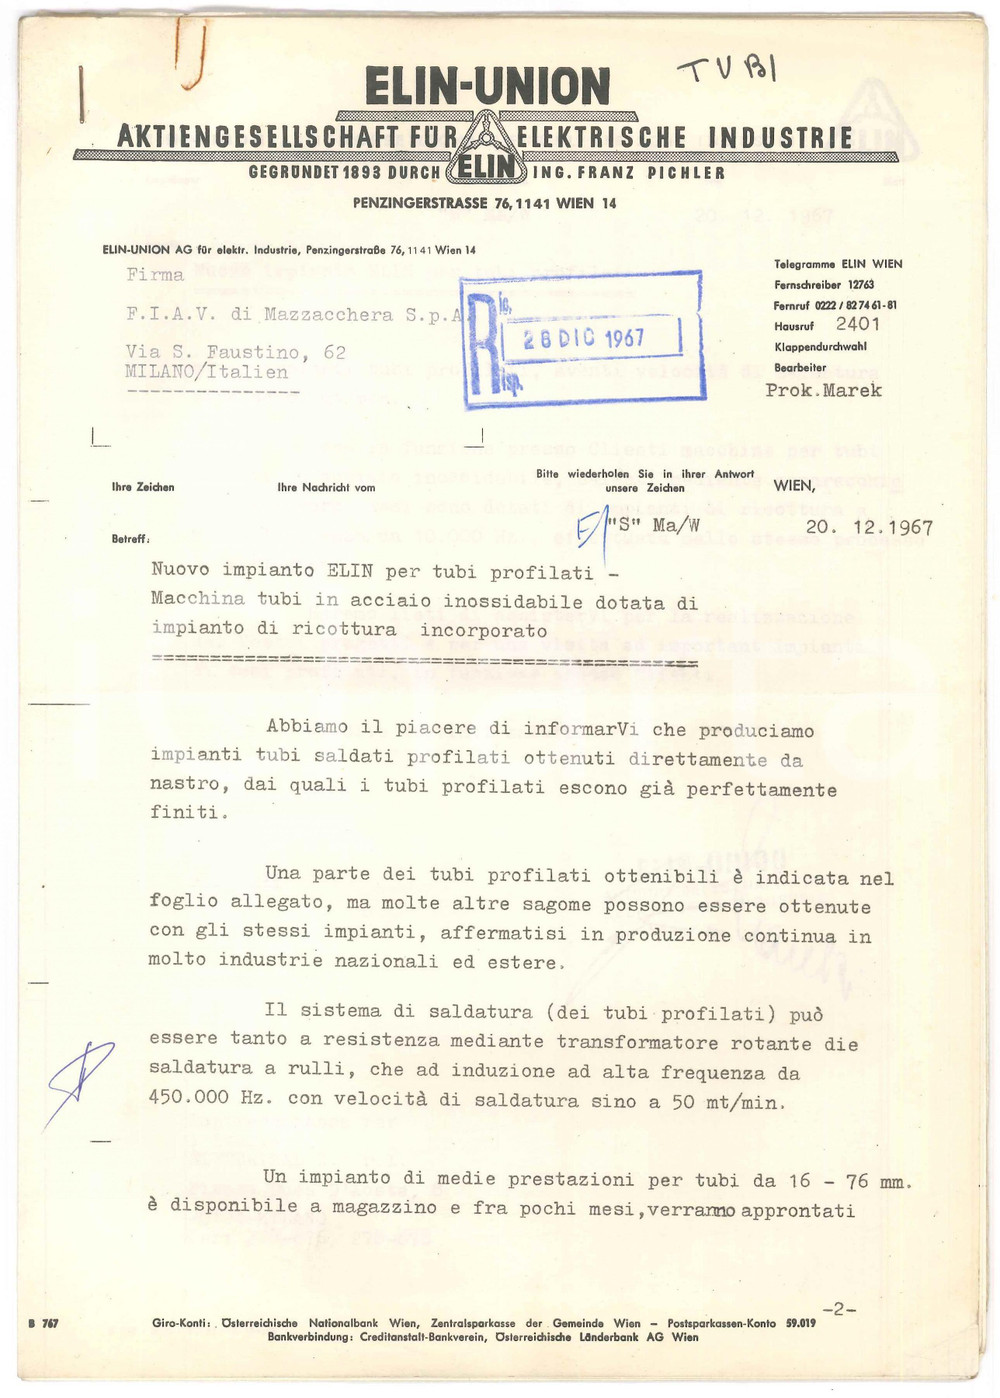 TUBI
ELIN-UNION
AKTIENGESELLSCHAFT FÜR ELEKTRISCHE INDUSTRIE
GEGRÜNDET 1893 DURCH ELIN ING. FRANZ PICHLER
PENZINGERSTRASSE 76, 1141 WIEN 14
ELIN-UNION AG für elektr. Industrie, Penzingerstraße 76, 1141 Wien 14
Firma
F.I.A.V. di Mazzacchera S.p.A
Via S. Faustino, 62
MILANO/Italien
Ric.
28 DIC 1967
Risp.
Telegramme ELIN WIEN
Fernschreiber 12763
Fernruf 0222 / 82 74 61-81
Hausruf 2401
Klappendurchwahl
Bearbeiter
Prok.Marek
Ihre Zeichen
Ihre Nachricht vom
Bitte wiederholen Sie in ihrer Antwort
unsere Zeichen
WIEN,
E/"S" Ma/W
20. 12.1967
Betreff:
Nuovo impianto ELIN per tubi profilati -
Macchina tubi in acciaio inossidabile dotata di
impianto di ricottura incorporato
Abbiamo il piacere di informarVi che produciamo
impianti tubi saldati profilati ottenuti direttamente da
nastro, dai quali i tubi profilati escono già perfettamente
finiti.
Una parte dei tubi profilati ottenibili è indicata nel
foglio allegato, ma molte altre sagome possono essere ottenute
con gli stessi impianti, affermatisi in produzione continua in
molto industrie nazionali ed estere.
Il sistema di saldatura (dei tubi profilati) può
essere tanto a resistenza mediante transformatore rotante die
saldatura a rulli, che ad induzione ad alta frequenza da
450.000 Hz. con velocità di saldatura sino a 50 mt/min.
Un impianto di medie prestazioni per tubi da 16 - 76 mm.
è disponibile a magazzino e fra pochi mesi,verranno approntati
-2-
B 767
Giro-Konti: Österreichische Nationalbank Wien, Zentralsparkasse der Gemeinde Wien – Postsparkassen-Konto 59.019
Bankverbindung: Creditanstalt-Bankverein, Österreichische Länderbank AG Wien